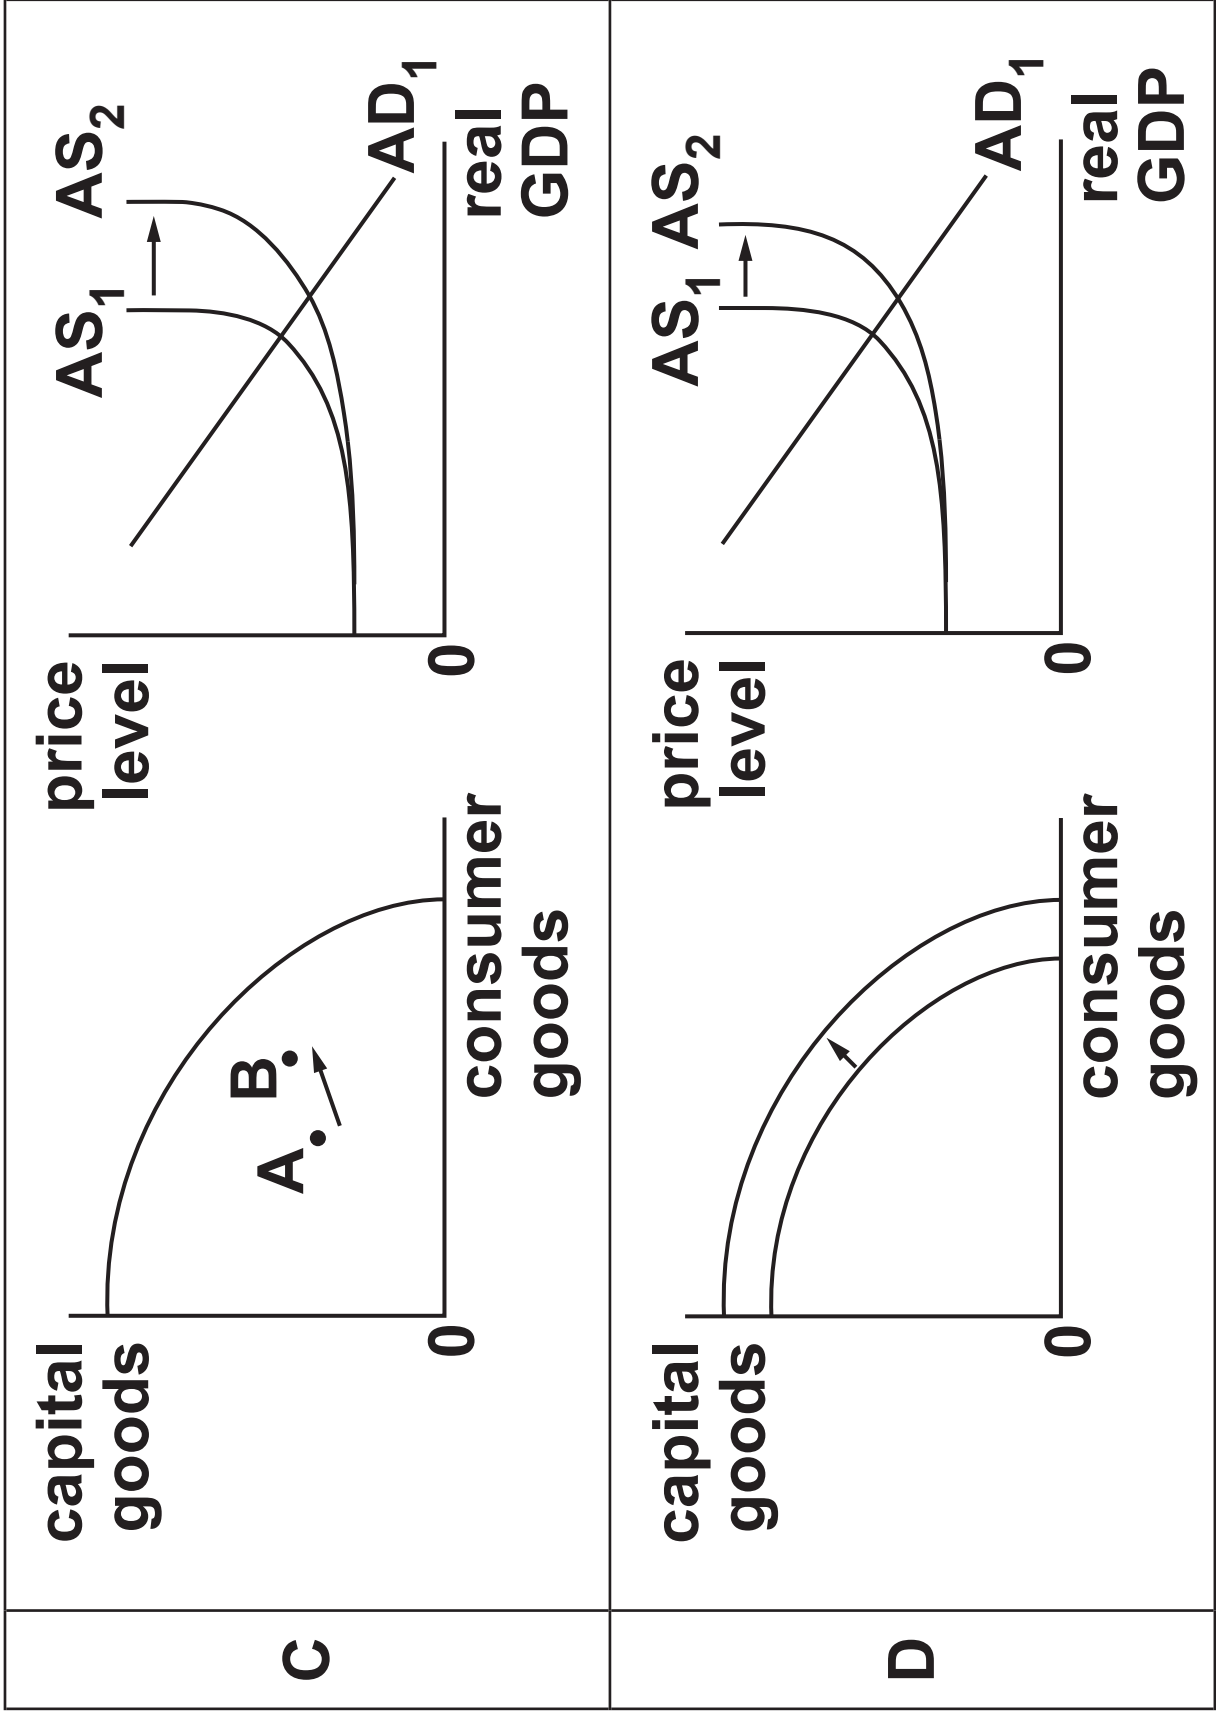 C
capital
goods
A
B
0
consumer
goods
price
level
AS1
AS2
AD1
0
real
GDP
D
capital
goods
0
consumer
goods
price
level
AS1
AS2
AD1
0
real
GDP